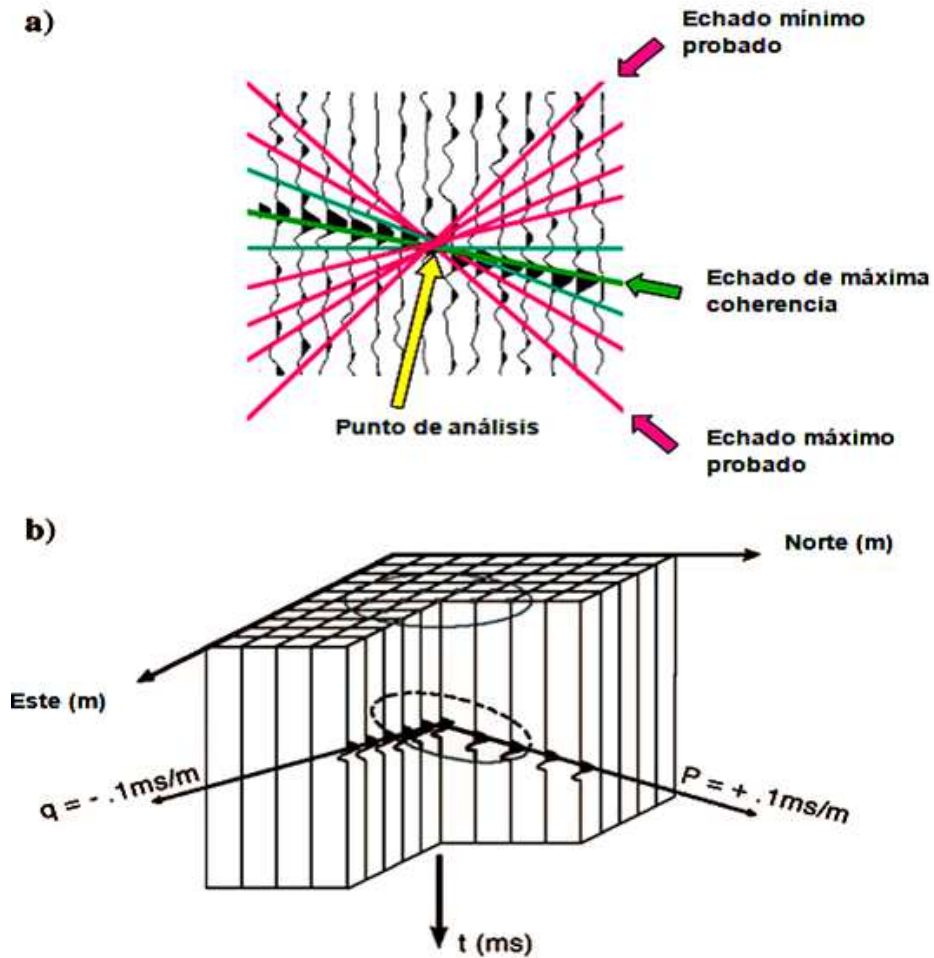 a)
Echado mínimo
probado
Echado de máxima
coherencia
Punto de análisis
Echado máximo
probado
b)
Norte (m)
Este (m)
q = - .1ms/m
P = + .1ms/m
t (ms)